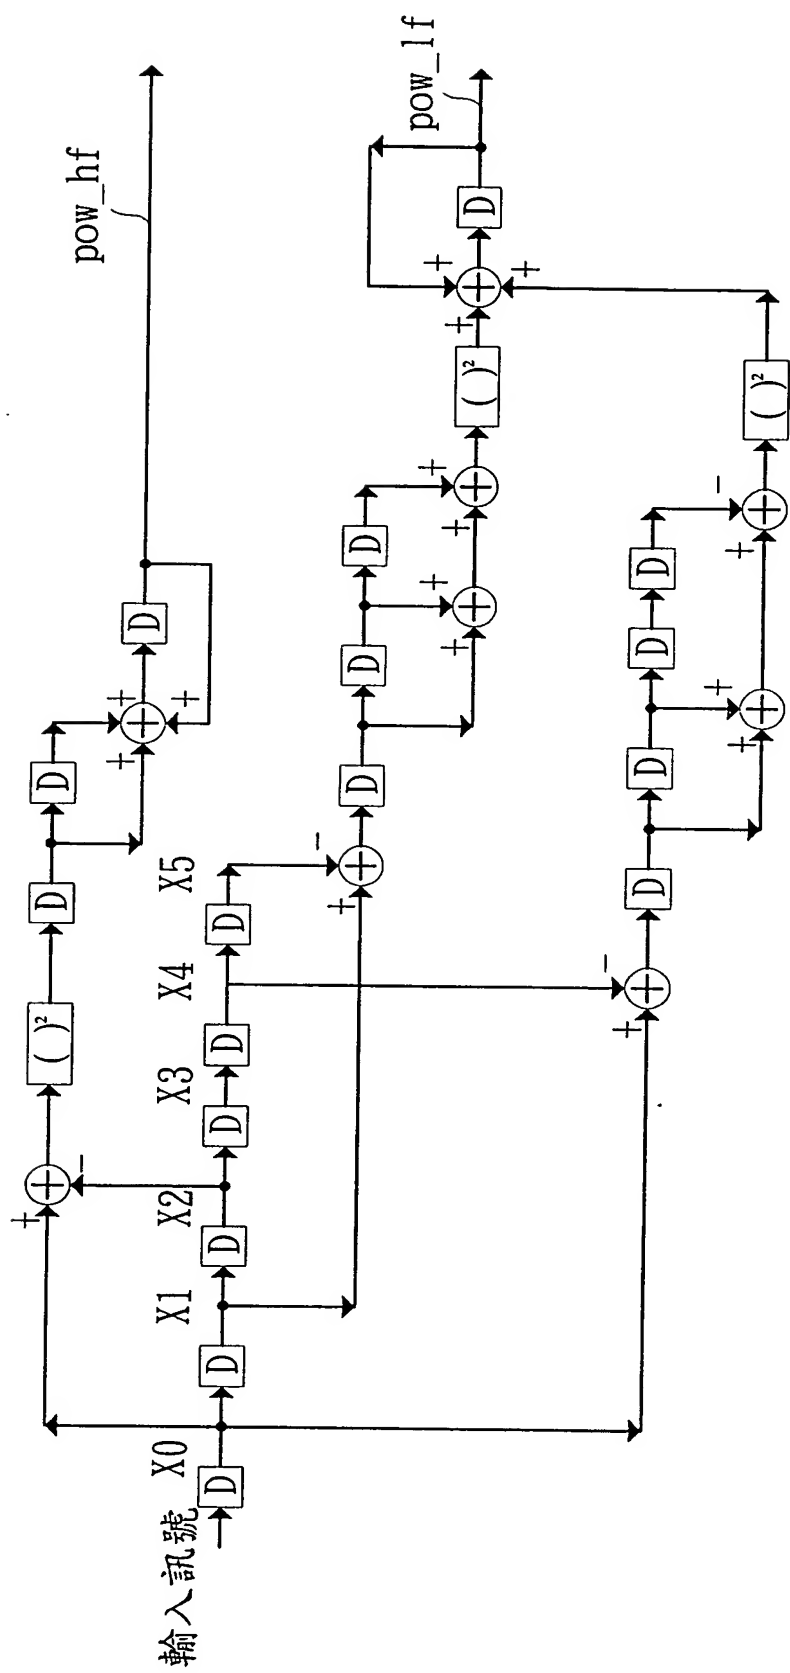 pow_hf
+ - ( )² D D + + + D
輸入訊號 D X0 D X1 D X2 D X3 D X4 D X5
+ - D D D
+ + + + ( )² + + + D pow_lf
+ - D D D D
+ + + - ( )²